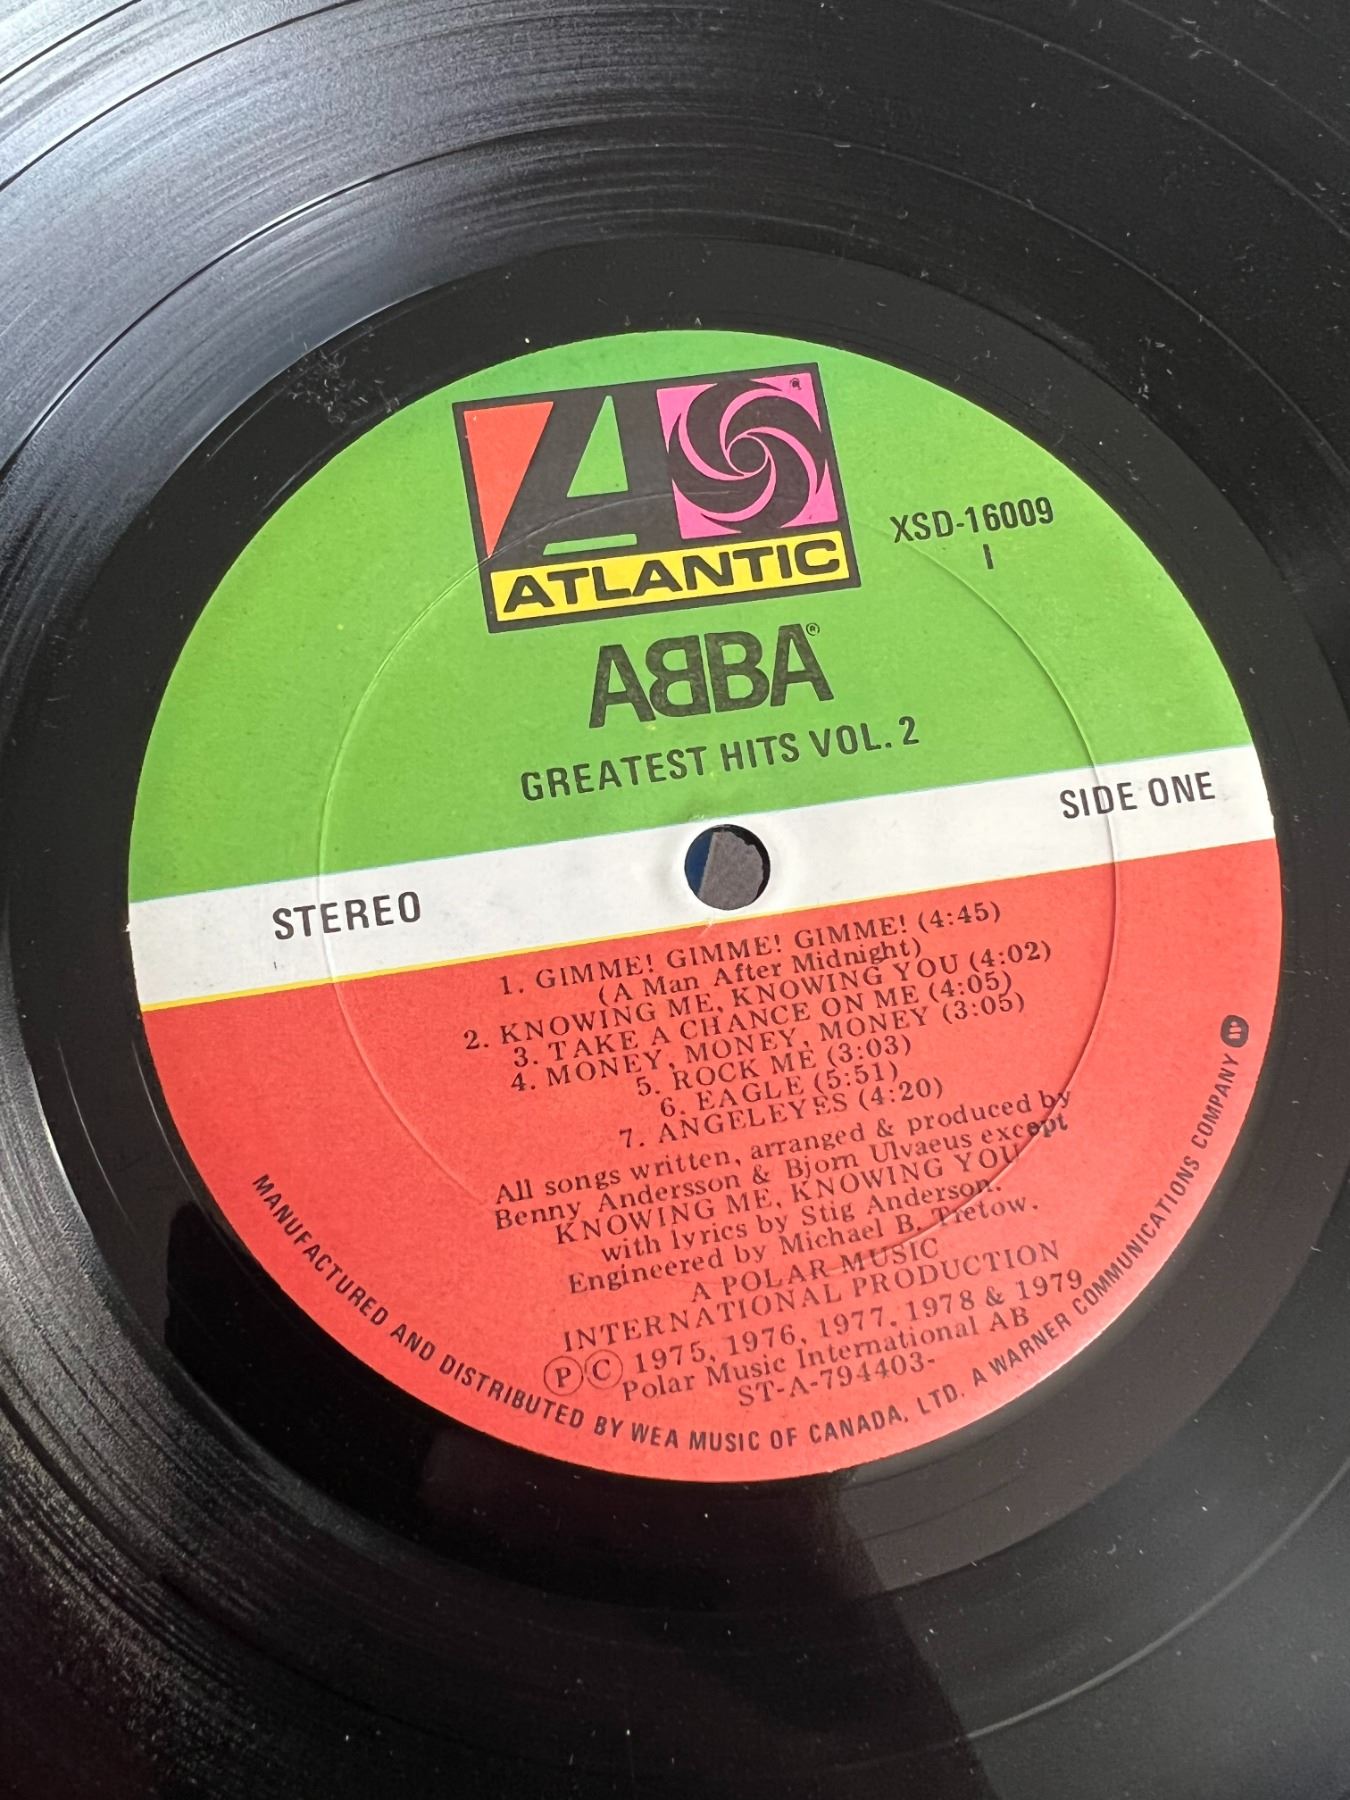 ATLANTIC
XSD-16009
1
ABBA®
GREATEST HITS VOL. 2
SIDE ONE
STEREO
1. GIMME! GIMME! GIMME! (4:45)
(A Man After Midnight)
2. KNOWING ME, KNOWING YOU (4:02)
3. TAKE A CHANCE ON ME (4:05)
4. MONEY, MONEY, MONEY (3:05)
5. ROCK ME (3:03)
6. EAGLE (5:51)
7. ANGELEYES (4:20)
All songs written, arranged & produced by
Benny Andersson & Bjorn Ulvaeus except
KNOWING ME, KNOWING YOU
with lyrics by Stig Anderson.
Engineered by Michael B. Tretow.
A POLAR MUSIC
INTERNATIONAL PRODUCTION
Ⓟ Ⓒ 1975, 1976, 1977, 1978 & 1979
Polar Music International AB
ST-A-794403-
MANUFACTURED AND DISTRIBUTED BY WEA MUSIC OF CANADA, LTD. A WARNER COMMUNICATIONS COMPANY